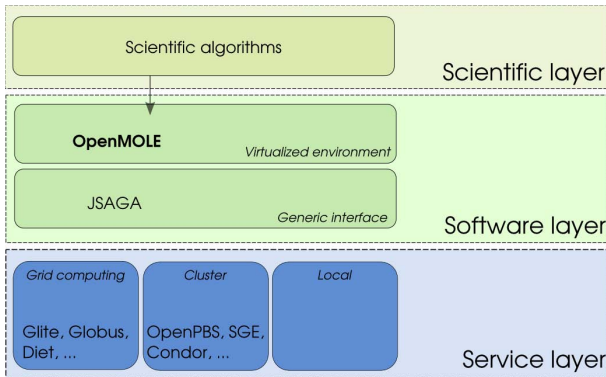 Scientific algorithms
Scientific layer
OpenMOLE
Virtualized environment
JSAGA
Generic interface
Software layer
Grid computing
Glite, Globus,
Diet, ...
Cluster
OpenPBS, SGE,
Condor, ...
Local
Service layer